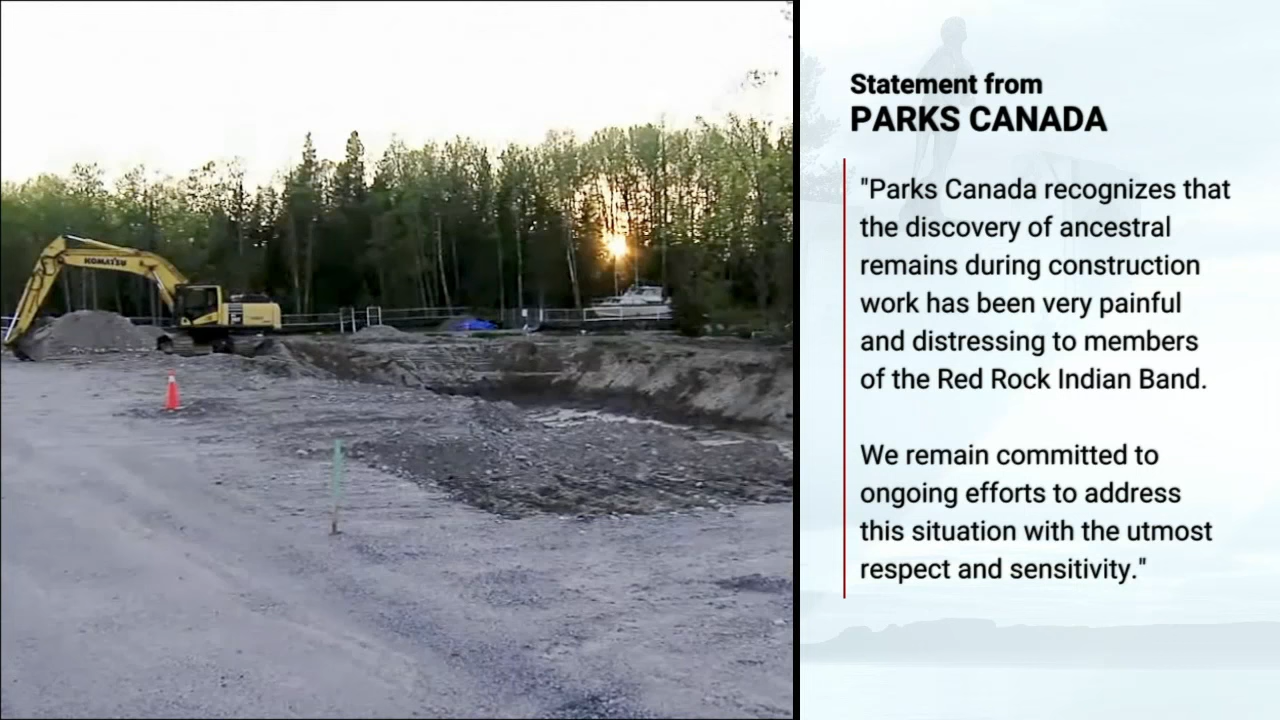 KOMATSU
Statement from
PARKS CANADA
"Parks Canada recognizes that
the discovery of ancestral
remains during construction
work has been very painful
and distressing to members
of the Red Rock Indian Band.
We remain committed to
ongoing efforts to address
this situation with the utmost
respect and sensitivity."